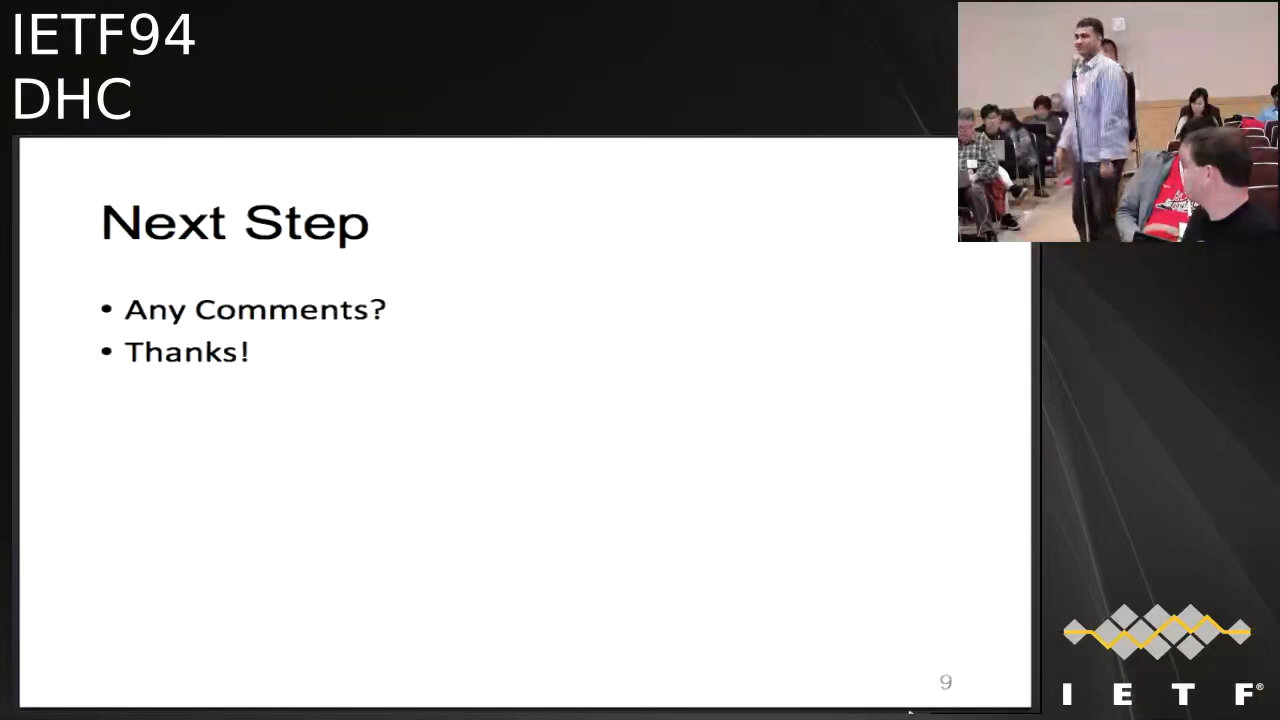 IETF94
DHC
Next Step
• Any Comments?
• Thanks!
9
I E T F®